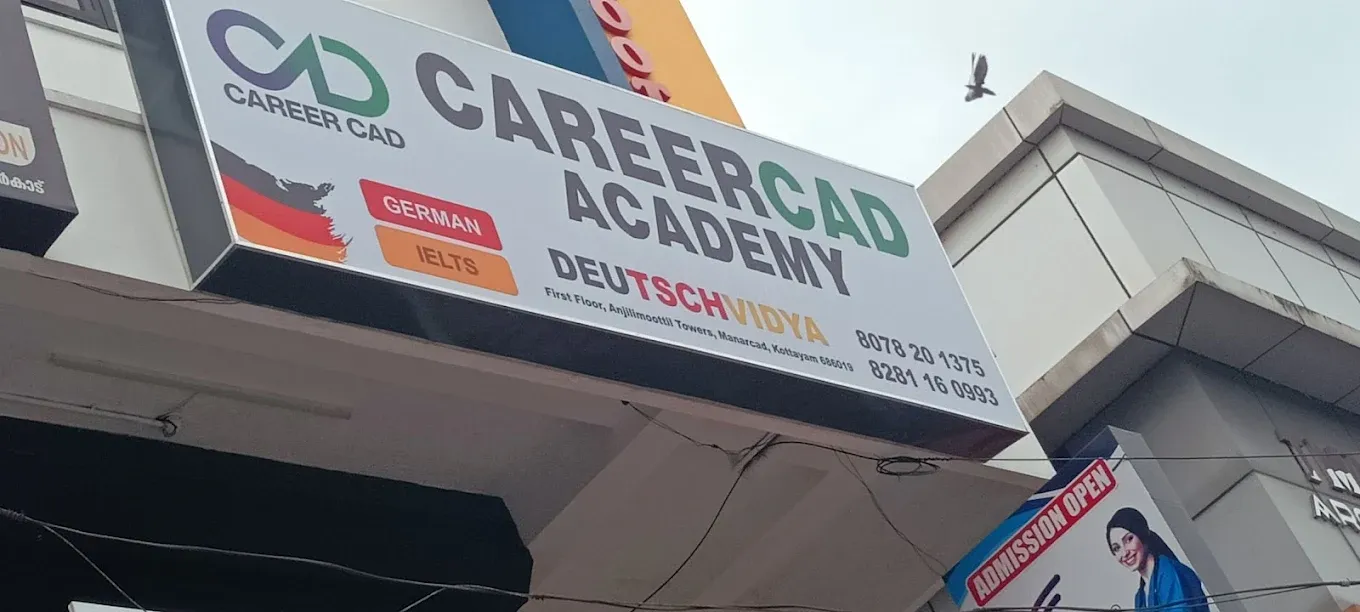 CAD
CAREER CAD
CAREERCAD
ACADEMY
GERMAN
IELTS
DEUTSCHVIDYA
First Floor, Anjilimoottil Towers, Manarcad, Kottayam 686019
8078 20 1375
8281 16 0993
ADMISSION OPEN